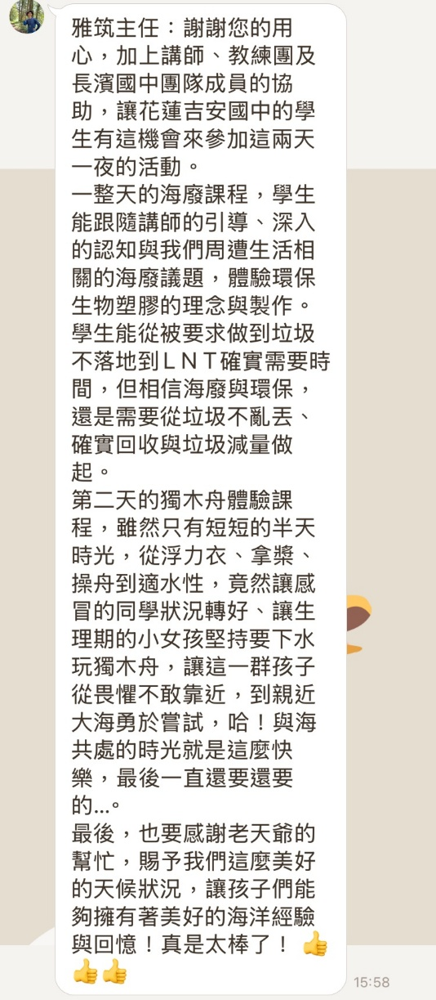 雅筑主任：謝謝您的用
心，加上講師、教練團及
長濱國中團隊成員的協
助，讓花蓮吉安國中的學
生有這機會來參加這兩天
一夜的活動。
一整天的海廢課程，學生
能跟隨講師的引導、深入
的認知與我們周遭生活相
關的海廢議題，體驗環保
生物塑膠的理念與製作。
學生能從被要求做到垃圾
不落地到ＬＮＴ確實需要時
間，但相信海廢與環保，
還是需要從垃圾不亂丟、
確實回收與垃圾減量做
起。
第二天的獨木舟體驗課
程，雖然只有短短的半天
時光，從浮力衣、拿槳、
操舟到適水性，竟然讓感
冒的同學狀況轉好、讓生
理期的小女孩堅持要下水
玩獨木舟，讓這一群孩子
從畏懼不敢靠近，到親近
大海勇於嘗試，哈！與海
共處的時光就是這麼快
樂，最後一直還要還要
的...。
最後，也要感謝老天爺的
幫忙，賜予我們這麼美好
的天候狀況，讓孩子們能
夠擁有著美好的海洋經驗
與回憶！真是太棒了！👍
👍👍
15:58